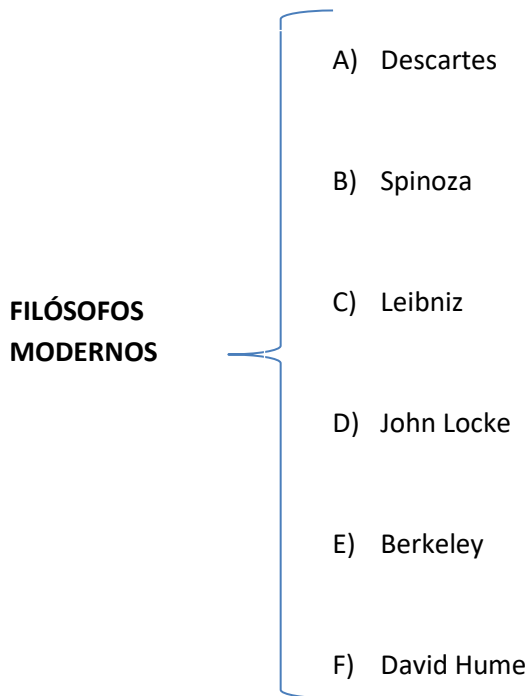 A) Descartes
B) Spinoza
C) Leibniz
FILÓSOFOS
MODERNOS
D) John Locke
E) Berkeley
F) David Hume